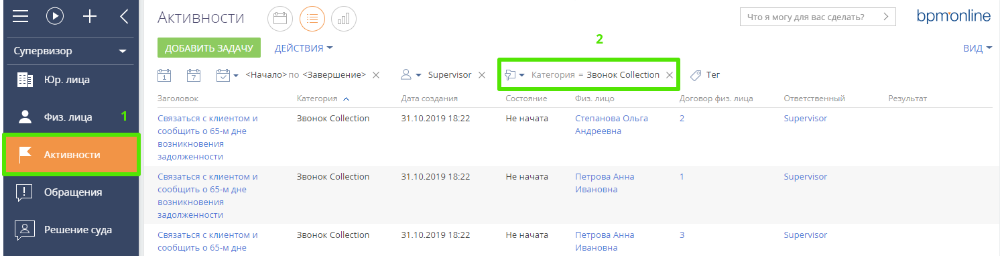 Активности
Что я могу для вас сделать?
bpmonline
Супервизор
ДОБАВИТЬ ЗАДАЧУ ДЕЙСТВИЯ
2
ВИД
Юр. лица
1 7 <Начало> по <Завершение> Supervisor Категория = Звонок Collection Тег
Заголовок Категория Дата создания Состояние Физ. лицо Договор физ. лица Ответственный Результат
Физ. лица 1
Связаться с клиентом и Звонок Collection 31.10.2019 18:22 Не начата Степанова Ольга 2 Supervisor
сообщить о 65-м дне Андреевна
возникновения
задолженности
Активности
Связаться с клиентом и Звонок Collection 31.10.2019 18:22 Не начата Петрова Анна 1 Supervisor
сообщить о 65-м дне Ивановна
возникновения
задолженности
Обращения
Решение суда
Связаться с клиентом и Звонок Collection 31.10.2019 18:22 Не начата Петрова Анна 3 Supervisor
сообщить о 65-м дне Ивановна